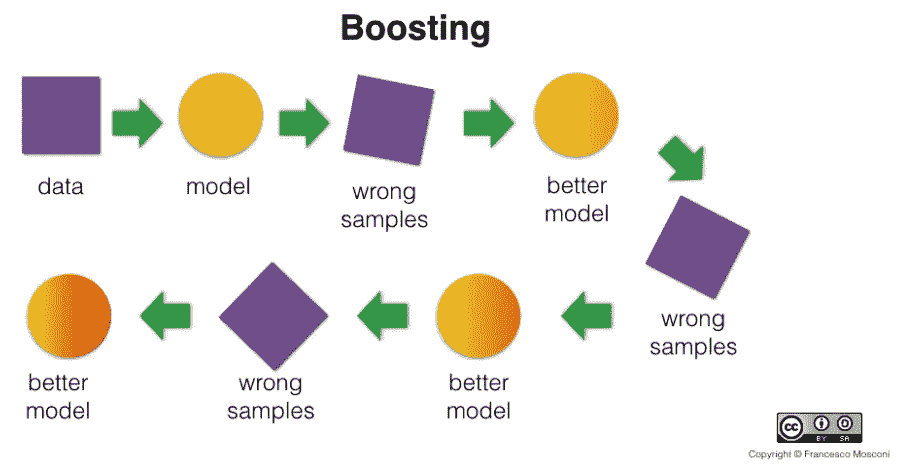 Boosting
data
model
wrong
samples
better
model
wrong
samples
better
model
wrong
samples
better
model
cc
BY SA
Copyright © Francesco Mosconi